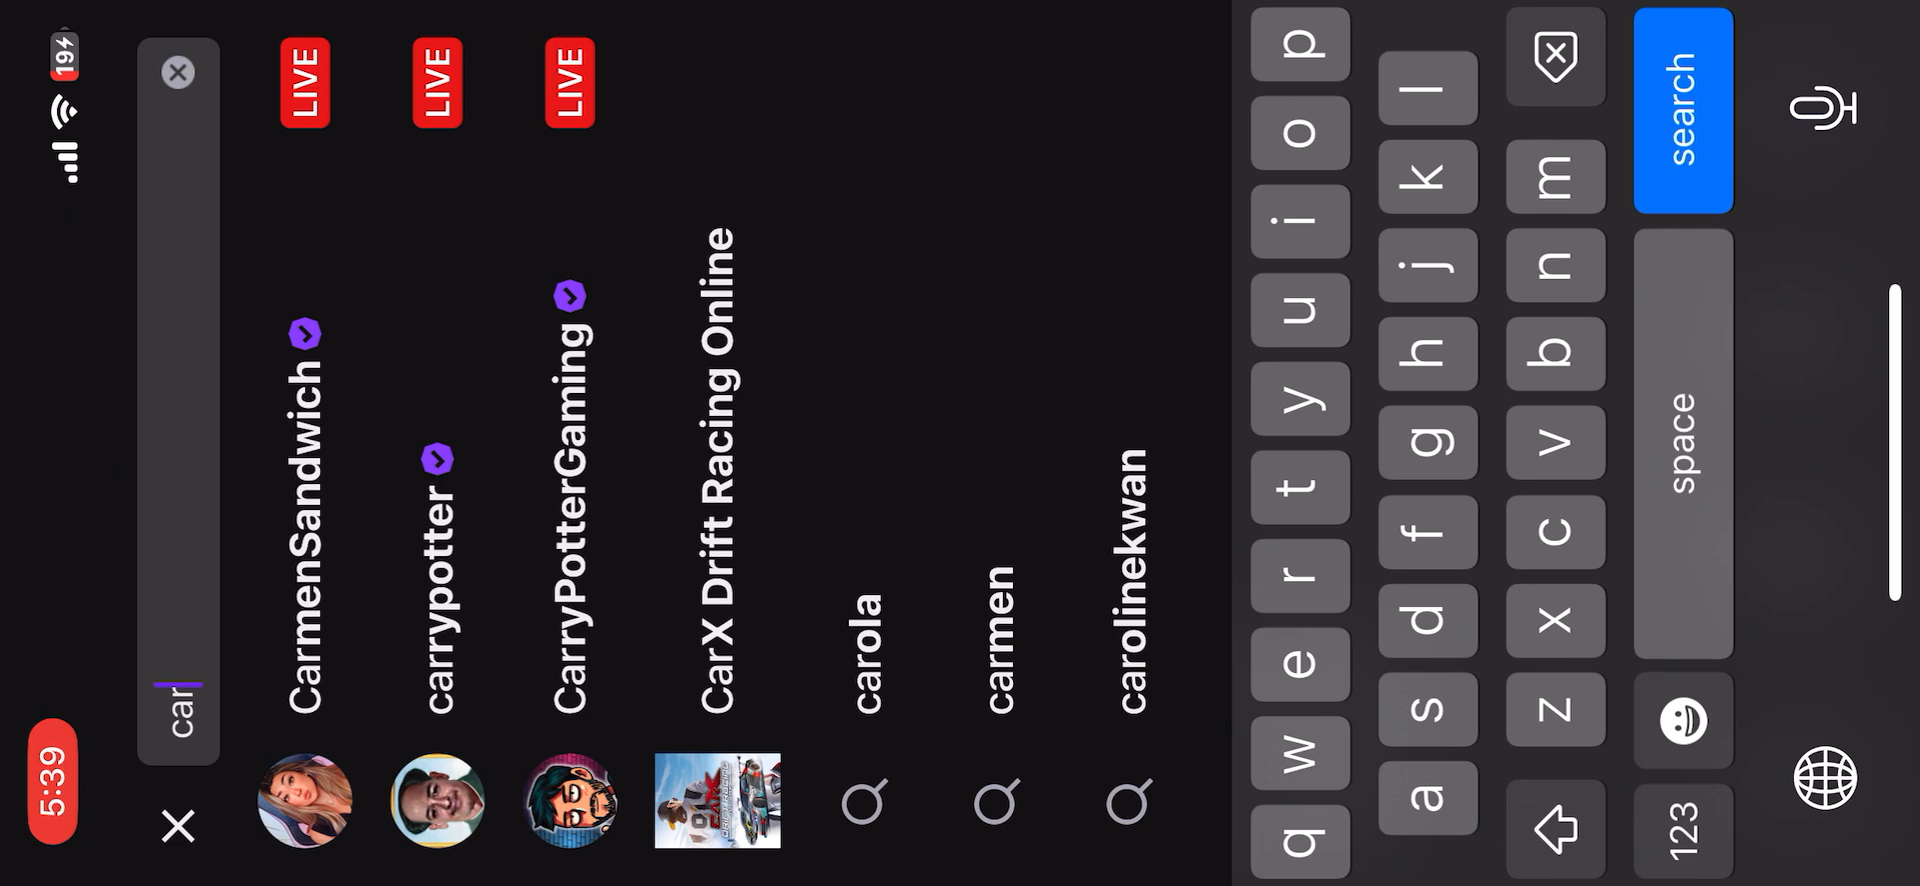 5:39
19
car
CarmenSandwich
LIVE
carrypotter
LIVE
CarryPotterGaming
LIVE
CarX Drift Racing Online
carola
carmen
carolinekwan
q w e r t y u i o p
a s d f g h j k l
z x c v b n m
123
space
search